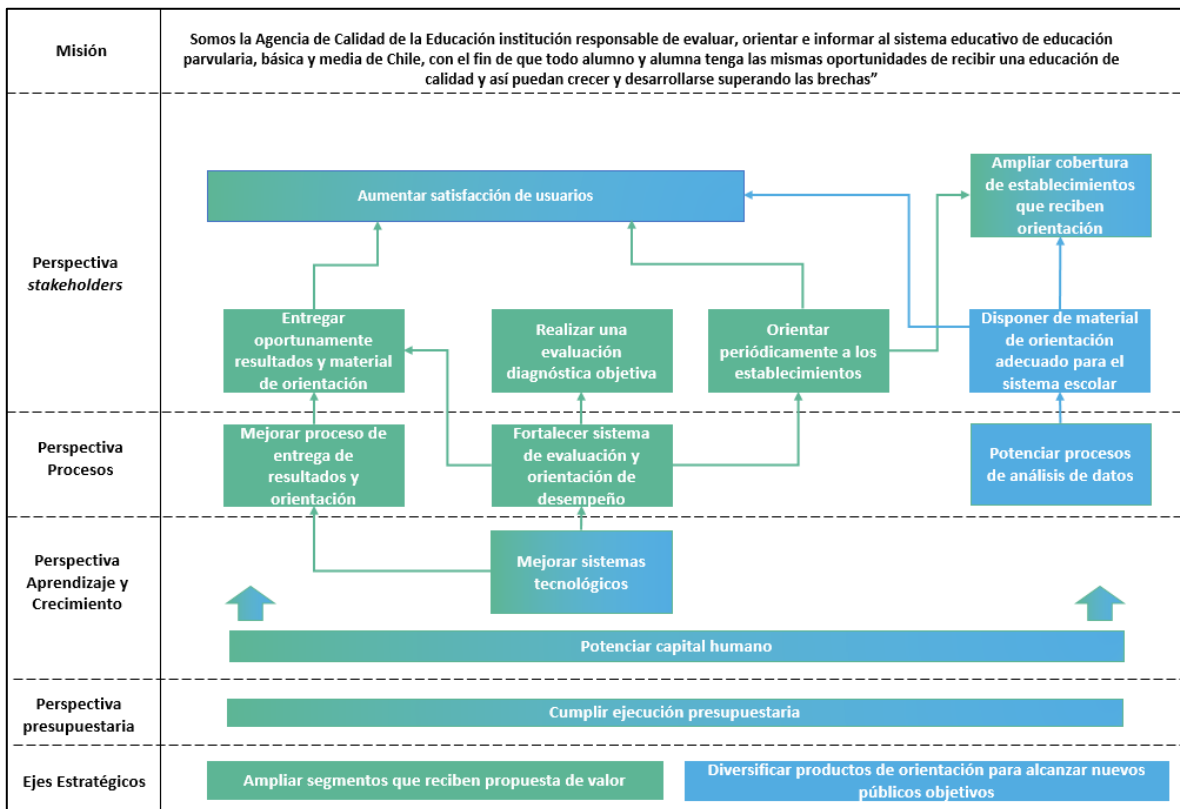 Misión
Somos la Agencia de Calidad de la Educación institución responsable de evaluar, orientar e informar al sistema educativo de educación
parvularia, básica y media de Chile, con el fin de que todo alumno y alumna tenga las mismas oportunidades de recibir una educación de
calidad y así puedan crecer y desarrollarse superando las brechas”
Perspectiva
stakeholders
Aumentar satisfacción de usuarios
Ampliar cobertura
de establecimientos
que reciben
orientación
Entregar
oportunamente
resultados y material
de orientación
Realizar una
evaluación
diagnóstica objetiva
Orientar
periódicamente a los
establecimientos
Disponer de material
de orientación
adecuado para el
sistema escolar
Perspectiva
Procesos
Mejorar proceso de
entrega de
resultados y
orientación
Fortalecer sistema
de evaluación y
orientación de
desempeño
Potenciar procesos
de análisis de datos
Perspectiva
Aprendizaje y
Crecimiento
Mejorar sistemas
tecnológicos
Potenciar capital humano
Perspectiva
presupuestaria
Cumplir ejecución presupuestaria
Ejes Estratégicos
Ampliar segmentos que reciben propuesta de valor
Diversificar productos de orientación para alcanzar nuevos
públicos objetivos